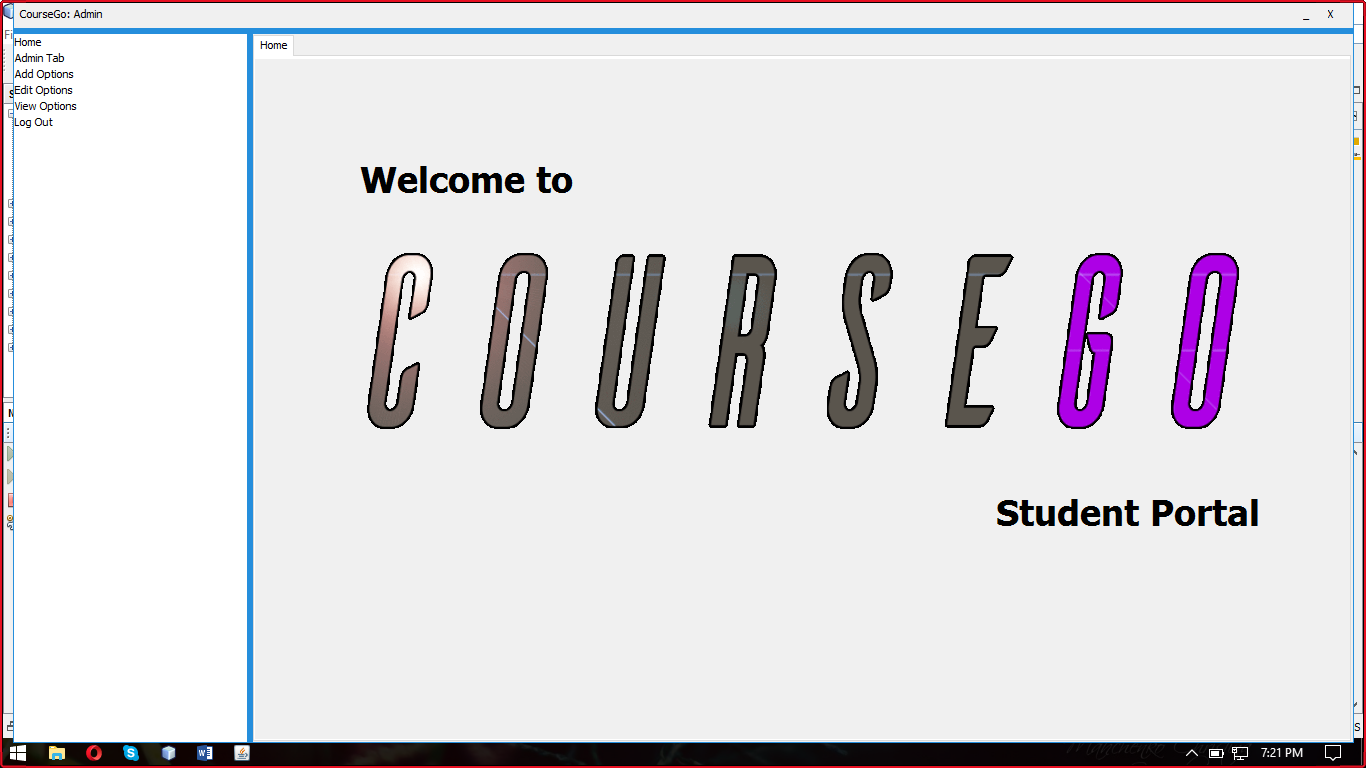 CourseGo: Admin
_ X
Home
Admin Tab
Add Options
Edit Options
View Options
Log Out
Home
Welcome to
COURSEGO
Student Portal
7:21 PM